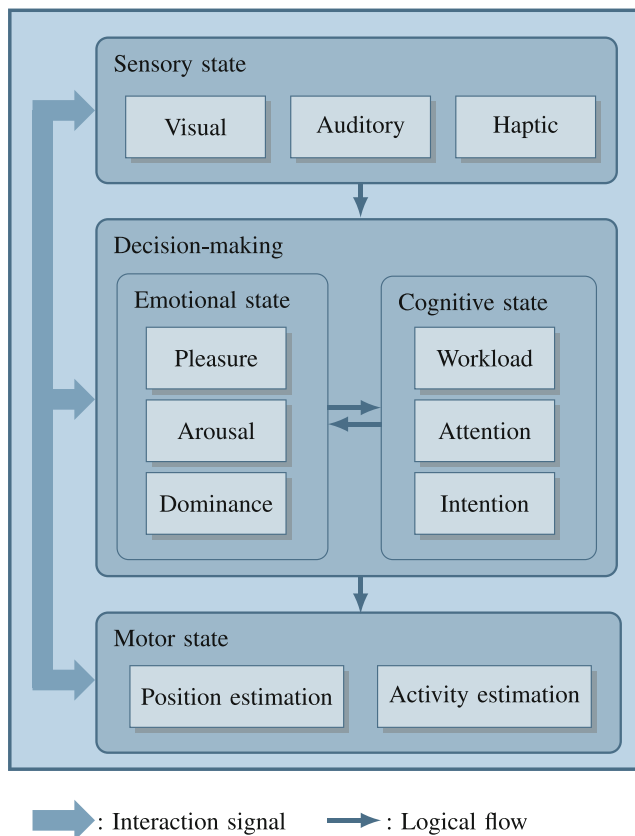 Sensory state
Visual
Auditory
Haptic
Decision-making
Emotional state
Pleasure
Arousal
Dominance
Cognitive state
Workload
Attention
Intention
Motor state
Position estimation
Activity estimation
: Interaction signal
: Logical flow